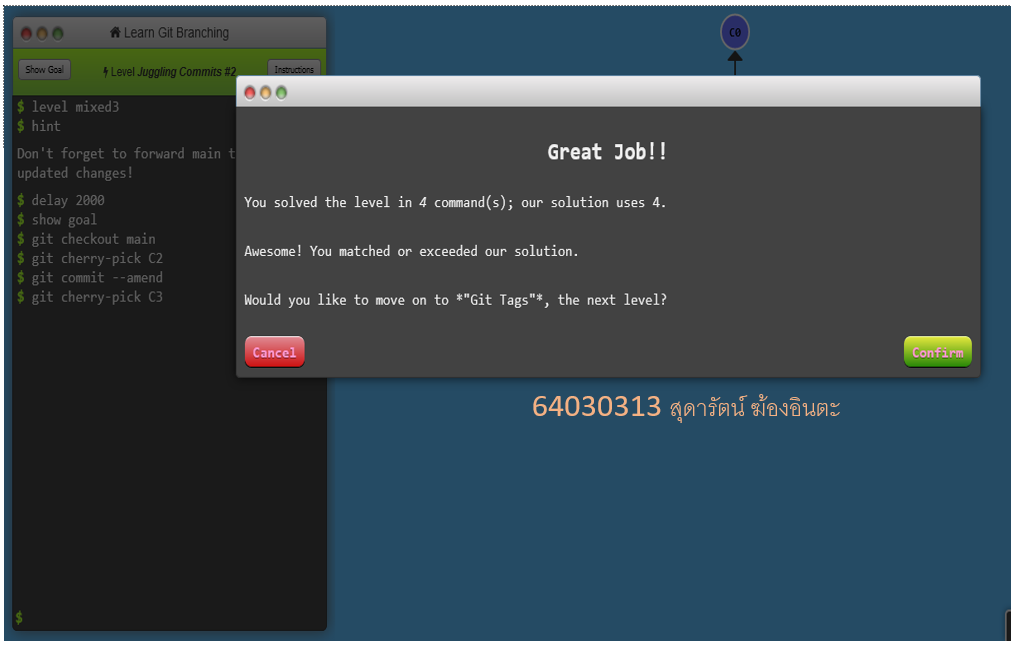 Learn Git Branching
Show Goal
Level Juggling Commits #2
Instructions
$ level mixed3
$ hint
Don't forget to forward main t
updated changes!
$ delay 2000
$ show goal
$ git checkout main
$ git cherry-pick C2
$ git commit --amend
$ git cherry-pick C3
$
C0
Great Job!!
You solved the level in 4 command(s); our solution uses 4.
Awesome! You matched or exceeded our solution.
Would you like to move on to *"Git Tags"*, the next level?
Cancel
Confirm
64030313 สุดารัตน์ ฆ้องอินตะ